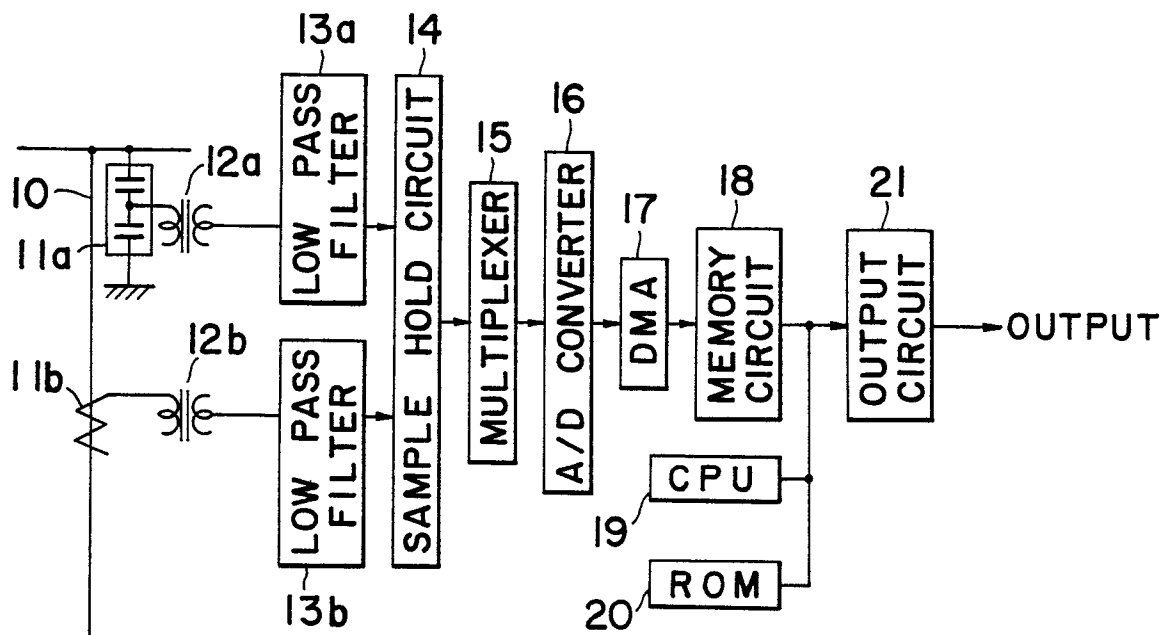 13a
14
LOW PASS
FILTER
SAMPLE HOLD CIRCUIT
15
MULTIPLEXER
16
A/D CONVERTER
17
DMA
18
MEMORY
CIRCUIT
21
OUTPUT
CIRCUIT
OUTPUT
10
12a
11a
12b
11b
LOW PASS
FILTER
13b
CPU
19
ROM
20